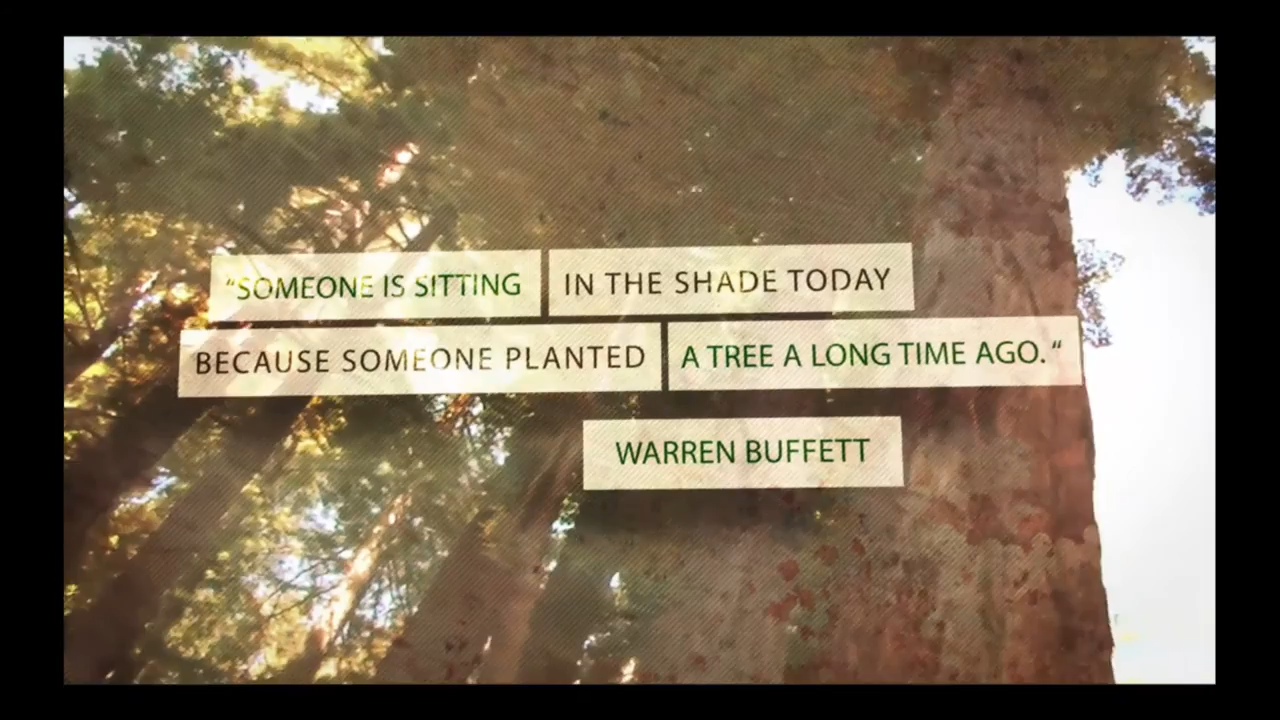 “SOMEONE IS SITTING IN THE SHADE TODAY
BECAUSE SOMEONE PLANTED A TREE A LONG TIME AGO.“
WARREN BUFFETT